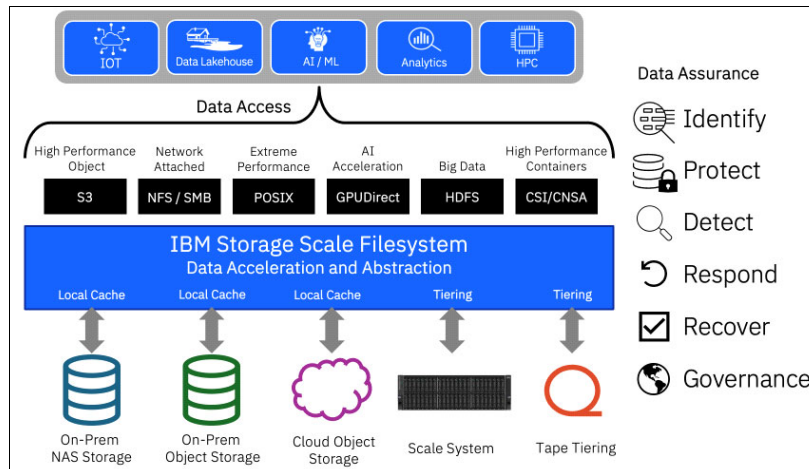 IOT
Data Lakehouse
AI / ML
Analytics
HPC
Data Access
High Performance
Object
Network
Attached
Extreme
Performance
AI
Acceleration
Big Data
High Performance
Containers
S3
NFS / SMB
POSIX
GPUDirect
HDFS
CSI/CNSA
IBM Storage Scale Filesystem
Data Acceleration and Abstraction
Local Cache
Local Cache
Local Cache
Tiering
Tiering
On-Prem
NAS Storage
On-Prem
Object Storage
Cloud Object
Storage
Scale System
Tape Tiering
Data Assurance
Identify
Protect
Detect
Respond
Recover
Governance